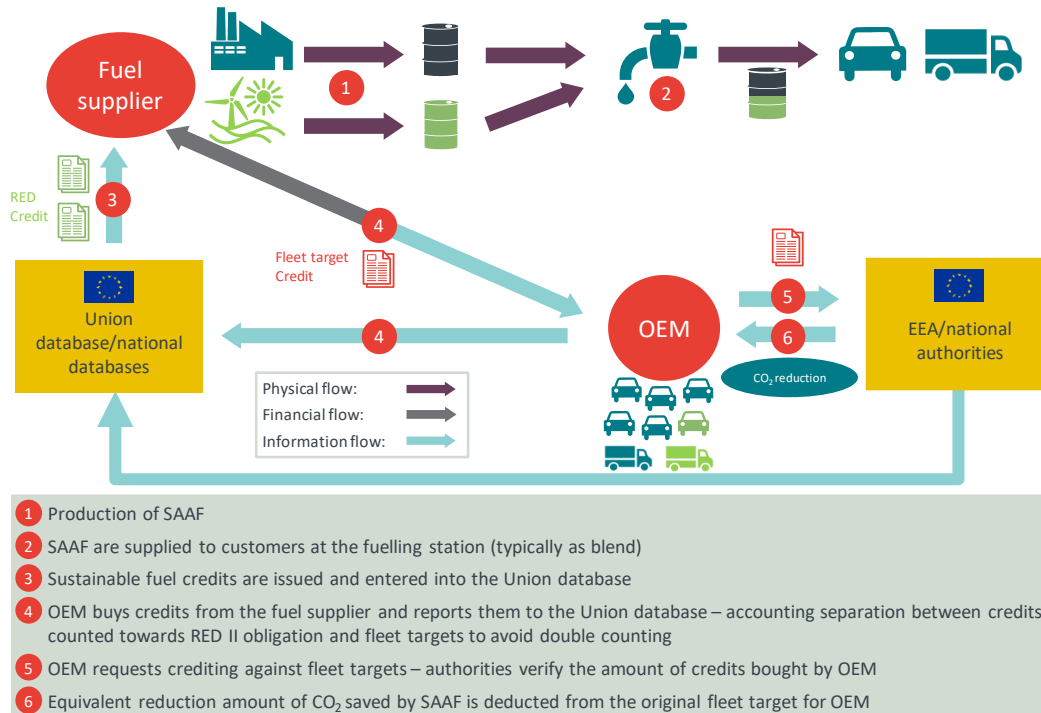 Fuel
supplier
1
2
3
RED
Credit
4
Fleet target
Credit
5
6
OEM
CO2 reduction
EEA/national
authorities
Union
database/national
databases
4
Physical flow:
Financial flow:
Information flow:
1 Production of SAAF
2 SAAF are supplied to customers at the fuelling station (typically as blend)
3 Sustainable fuel credits are issued and entered into the Union database
4 OEM buys credits from the fuel supplier and reports them to the Union database – accounting separation between credits
counted towards RED II obligation and fleet targets to avoid double counting
5 OEM requests crediting against fleet targets – authorities verify the amount of credits bought by OEM
6 Equivalent reduction amount of CO2 saved by SAAF is deducted from the original fleet target for OEM